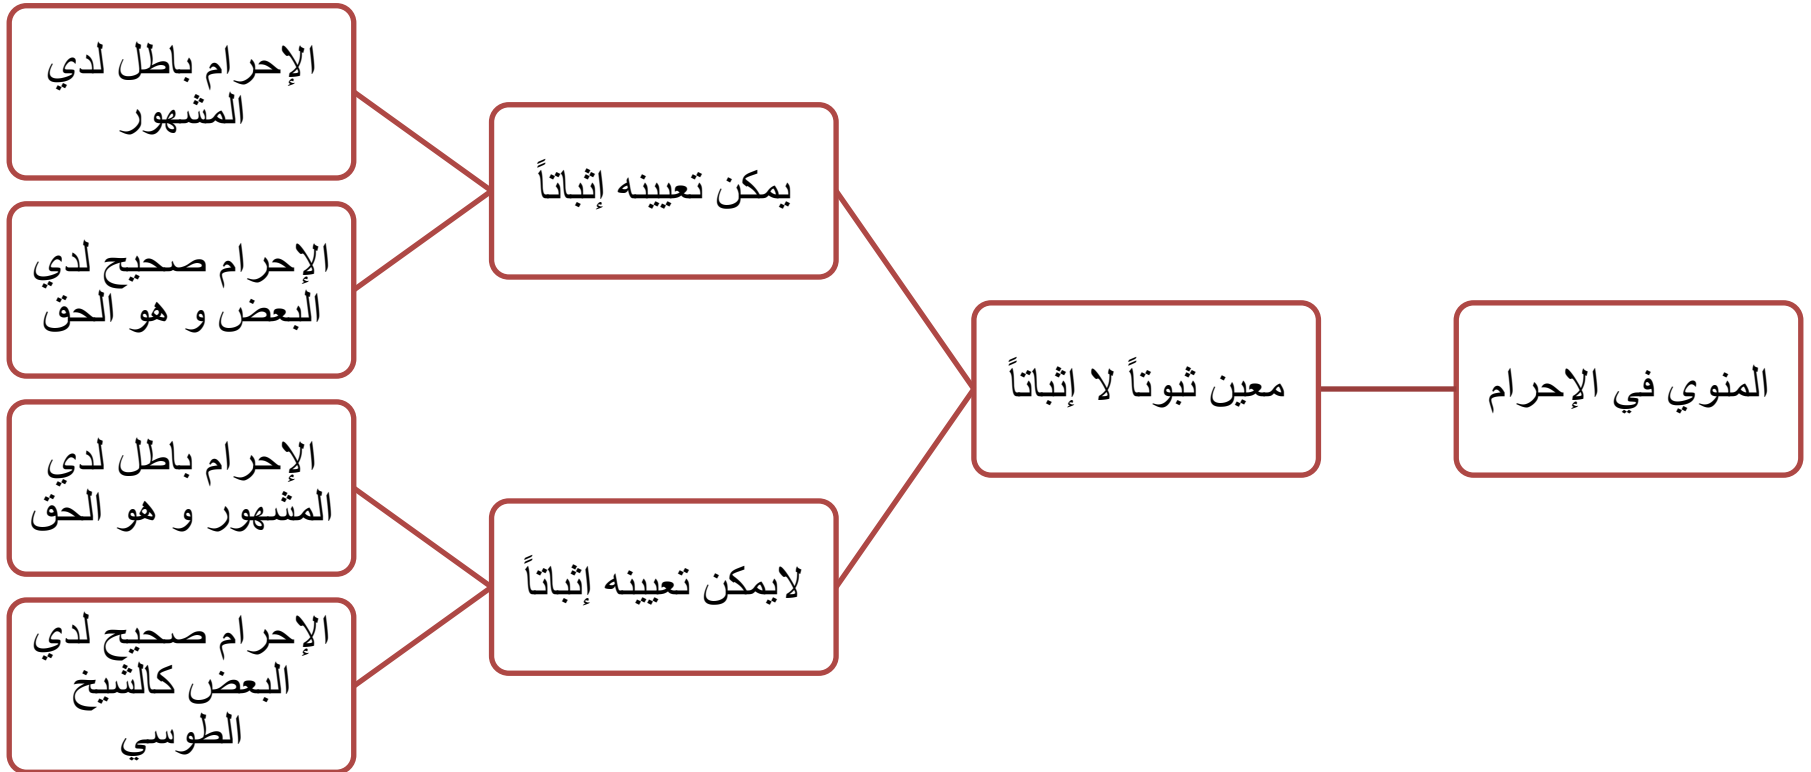 المنوي في الإحرام
معين ثبوتاً لا إثباتاً
يمكن تعيينه إثباتاً
الإحرام باطل لدي
المشهور
الإحرام صحيح لدي
البعض و هو الحق
لايمكن تعيينه إثباتاً
الإحرام باطل لدي
المشهور و هو الحق
الإحرام صحيح لدي
البعض كالشيخ
الطوسي